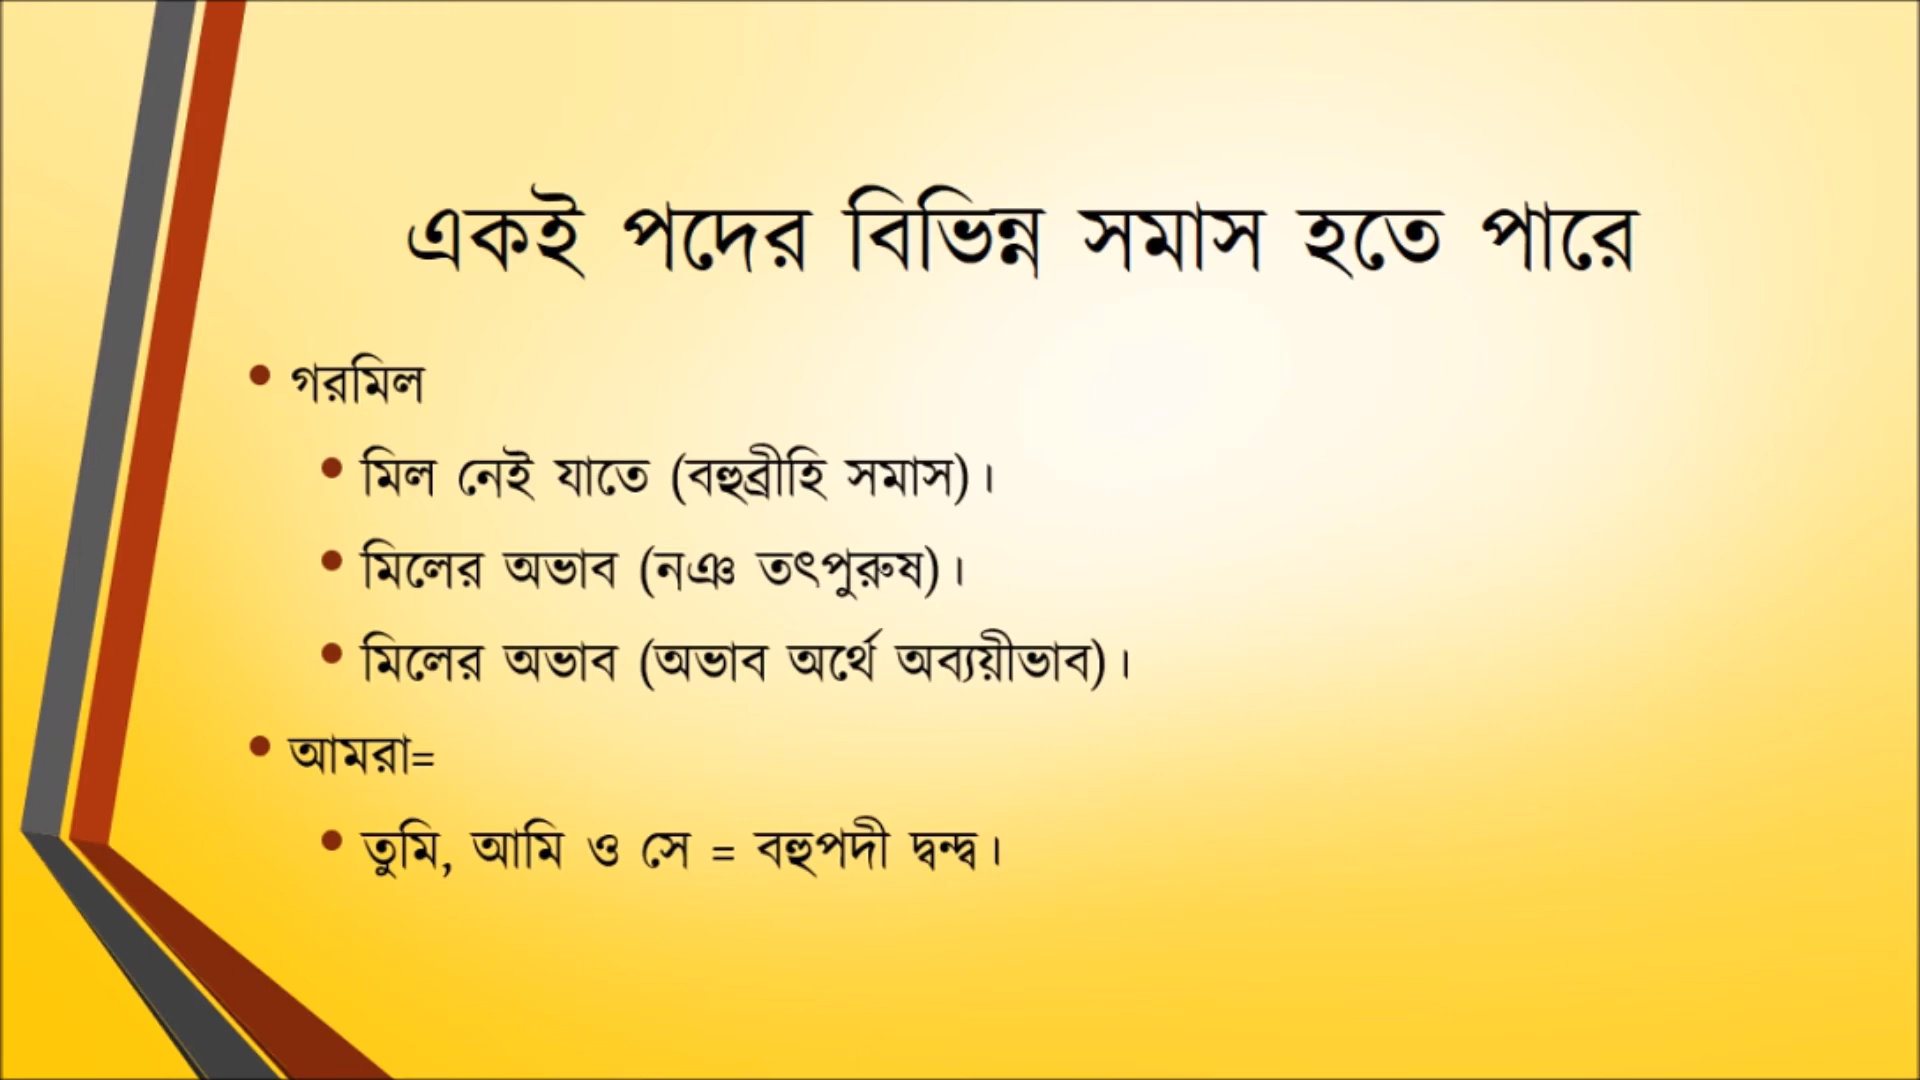 একই পদের বিভিন্ন সমাস হতে পারে
• গরমিল
• মিল নেই যাতে (বহুব্রীহি সমাস)।
• মিলের অভাব (নঞ তৎপুরুষ)।
• মিলের অভাব (অভাব অর্থে অব্যয়ীভাব)।
• আমরা=
• তুমি, আমি ও সে = বহুপদী দ্বন্দ্ব।